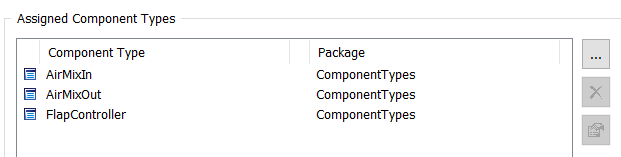 Assigned Component Types
Component Type Package
AirMixIn ComponentTypes
AirMixOut ComponentTypes
FlapController ComponentTypes
...